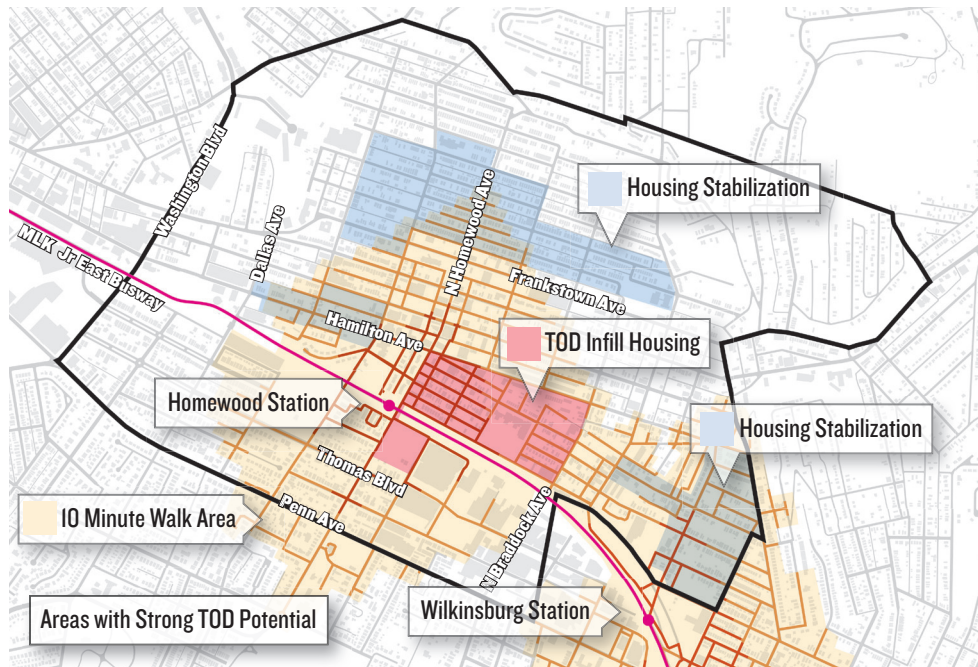 Washington Blvd
Housing Stabilization
N Homewood Ave
Dallas Ave
MLK Jr East Busway
Frankstown Ave
Hamilton Ave
TOD Infill Housing
Homewood Station
Housing Stabilization
Thomas Blvd
10 Minute Walk Area
Penn Ave
N Braddock Ave
Wilkinsburg Station
Areas with Strong TOD Potential